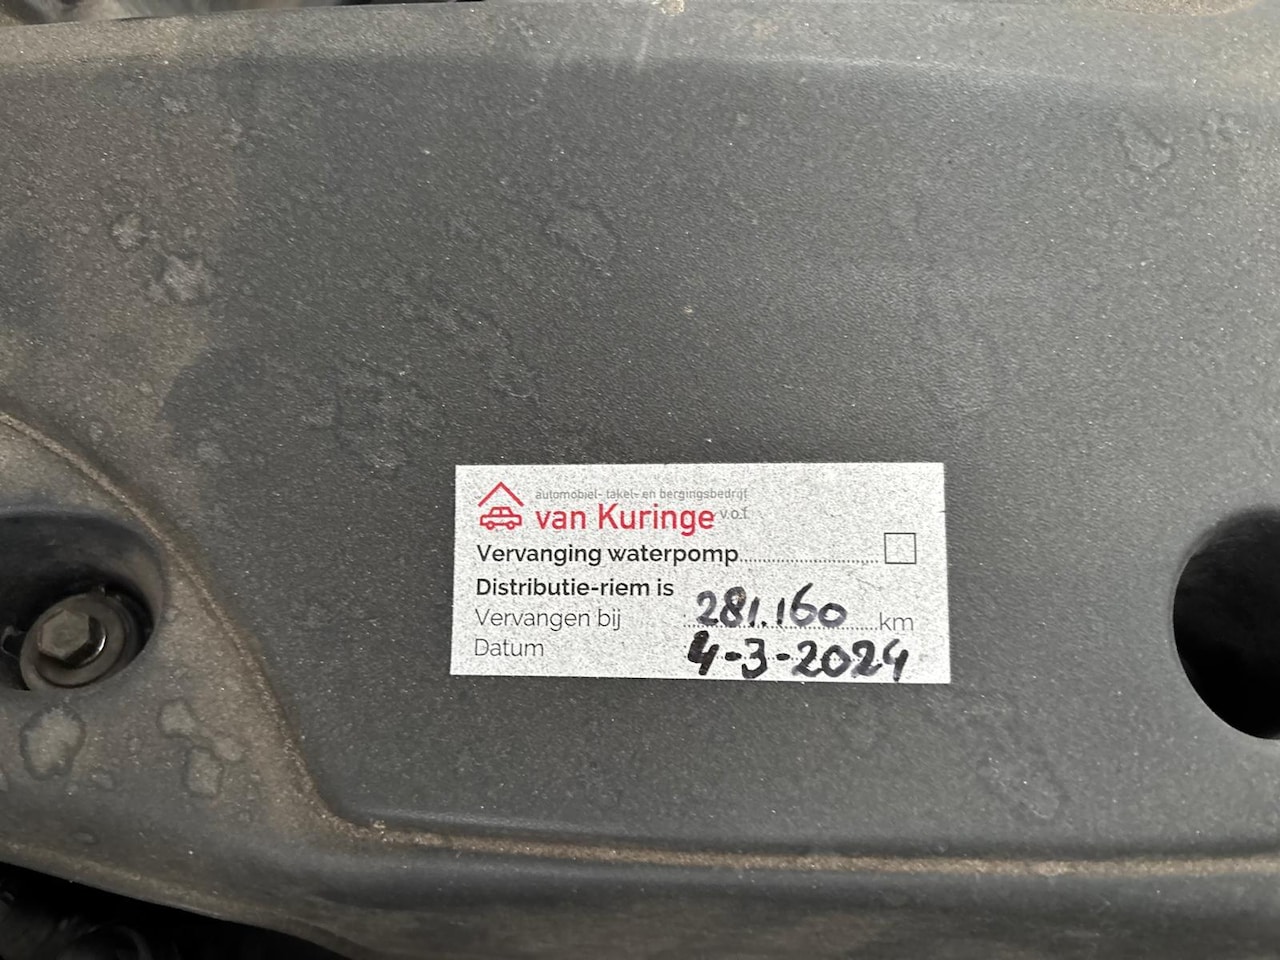 automobiel- takel- en bergingsbedrijf
van Kuringe v.o.f.
Vervanging waterpomp
Distributie-riem is
Vervangen bij 281.160 km
Datum 4-3-2024